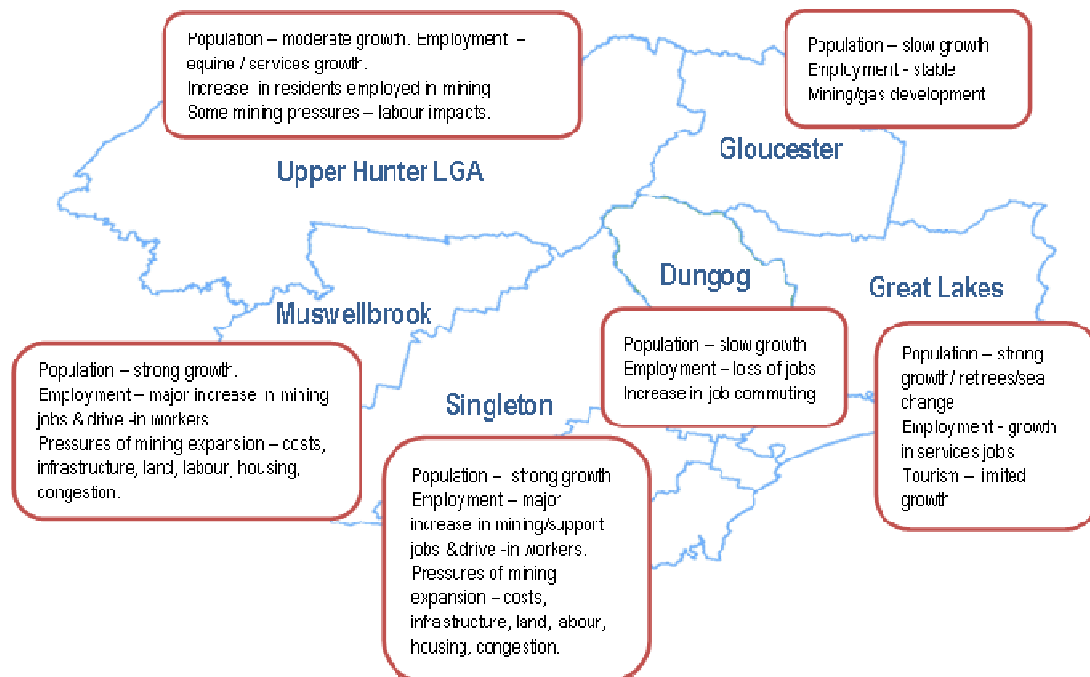 Population – moderate growth. Employment –
equine / services growth.
Increase in residents employed in mining
Some mining pressures – labour impacts.
Population – slow growth
Employment - stable
Mining/gas development
Gloucester
Upper Hunter LGA
Dungog
Great Lakes
Muswellbrook
Population – slow growth
Employment – loss of jobs
Increase in job commuting
Population – strong
growth/ retrees/sea
change
Employment - growth
in services jobs
Tourism – limited
growth
Population – strong growth.
Employment – major increase in mining
jobs & drive -in workers
Pressures of mining expansion – costs,
infrastructure, land, labour, housing,
congestion.
Singleton
Population – strong growth
Employment – major
increase in mining/support
jobs & drive -in workers.
Pressures of mining
expansion – costs,
infrastructure, land, labour,
housing, congestion.